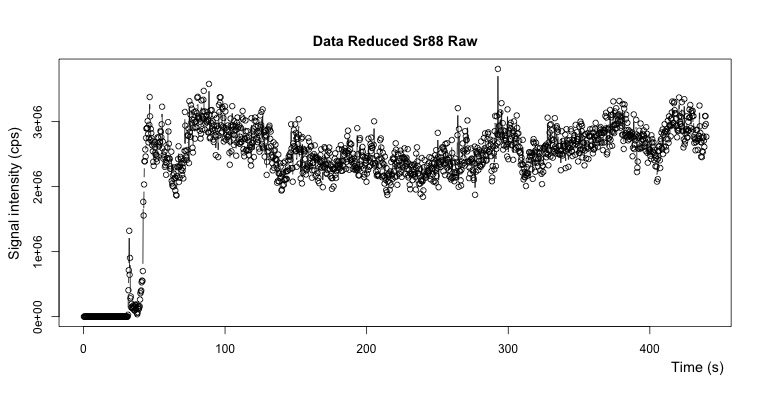 Data Reduced Sr88 Raw
Signal intensity (cps)
3e+06
2e+06
1e+06
0e+00
0 100 200 300 400
Time (s)